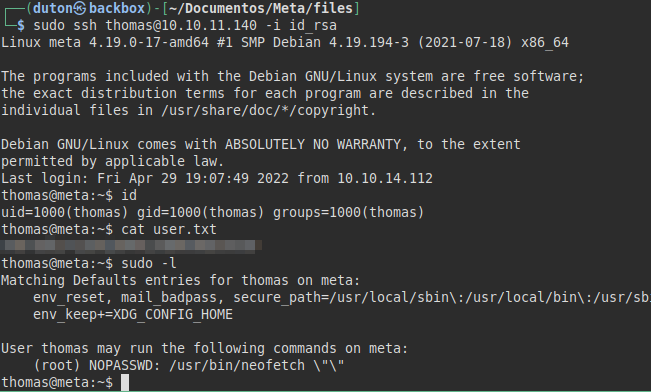 ┌──(duton㉿backbox)-[~/Documentos/Meta/files]
└─$ sudo ssh thomas@10.10.11.140 -i id_rsa
Linux meta 4.19.0-17-amd64 #1 SMP Debian 4.19.194-3 (2021-07-18) x86_64
The programs included with the Debian GNU/Linux system are free software;
the exact distribution terms for each program are described in the
individual files in /usr/share/doc/*/copyright.
Debian GNU/Linux comes with ABSOLUTELY NO WARRANTY, to the extent
permitted by applicable law.
Last login: Fri Apr 29 19:07:49 2022 from 10.10.14.112
thomas@meta:~$ id
uid=1000(thomas) gid=1000(thomas) groups=1000(thomas)
thomas@meta:~$ cat user.txt
thomas@meta:~$ sudo -l
Matching Defaults entries for thomas on meta:
env_reset, mail_badpass, secure_path=/usr/local/sbin\:/usr/local/bin\:/usr/sb
env_keep+=XDG_CONFIG_HOME
User thomas may run the following commands on meta:
(root) NOPASSWD: /usr/bin/neofetch \"\"
thomas@meta:~$